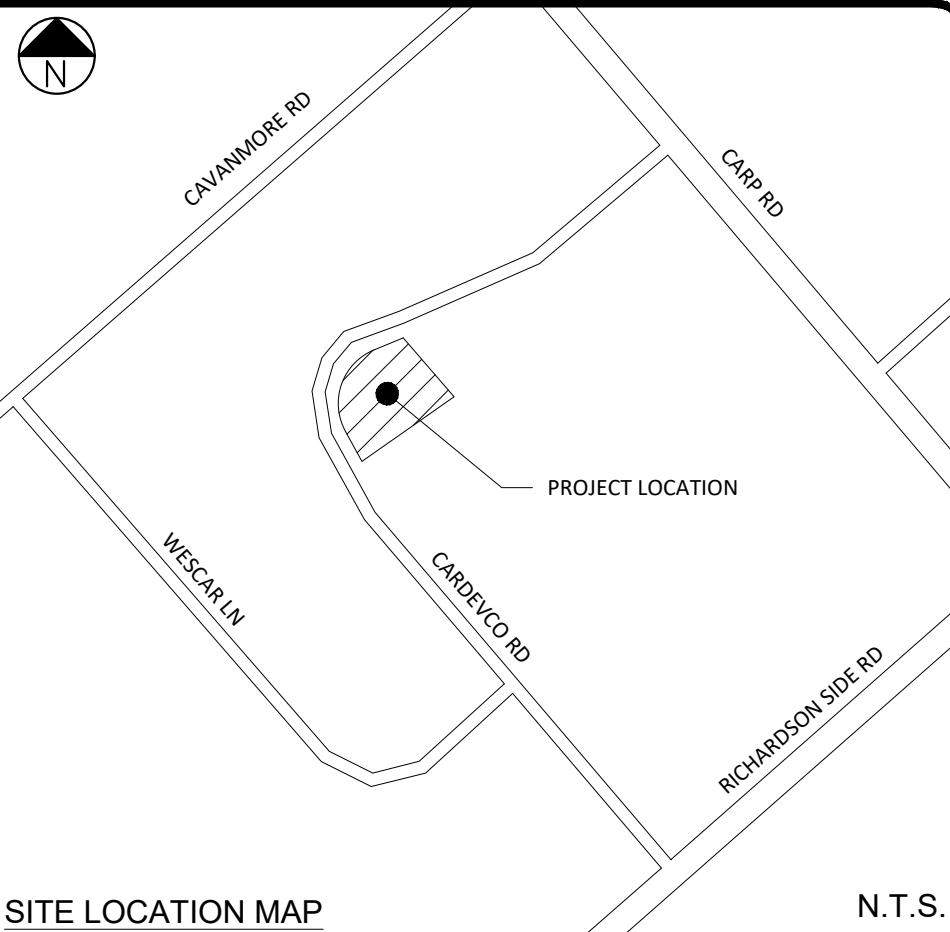 N
CAVANMORE RD
CARP RD
PROJECT LOCATION
WESCAR LN
CARDEVCO RD
RICHARDSON SIDE RD
SITE LOCATION MAP
N.T.S.